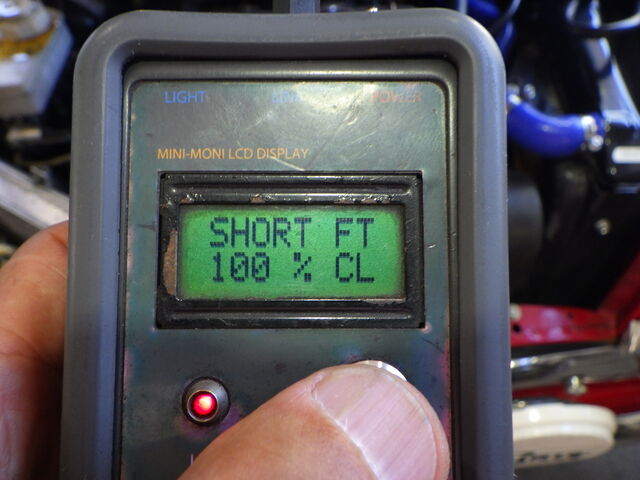 LIGHT
POWER
MINI-MONI LCD DISPLAY
SHORT FT
100 % CL